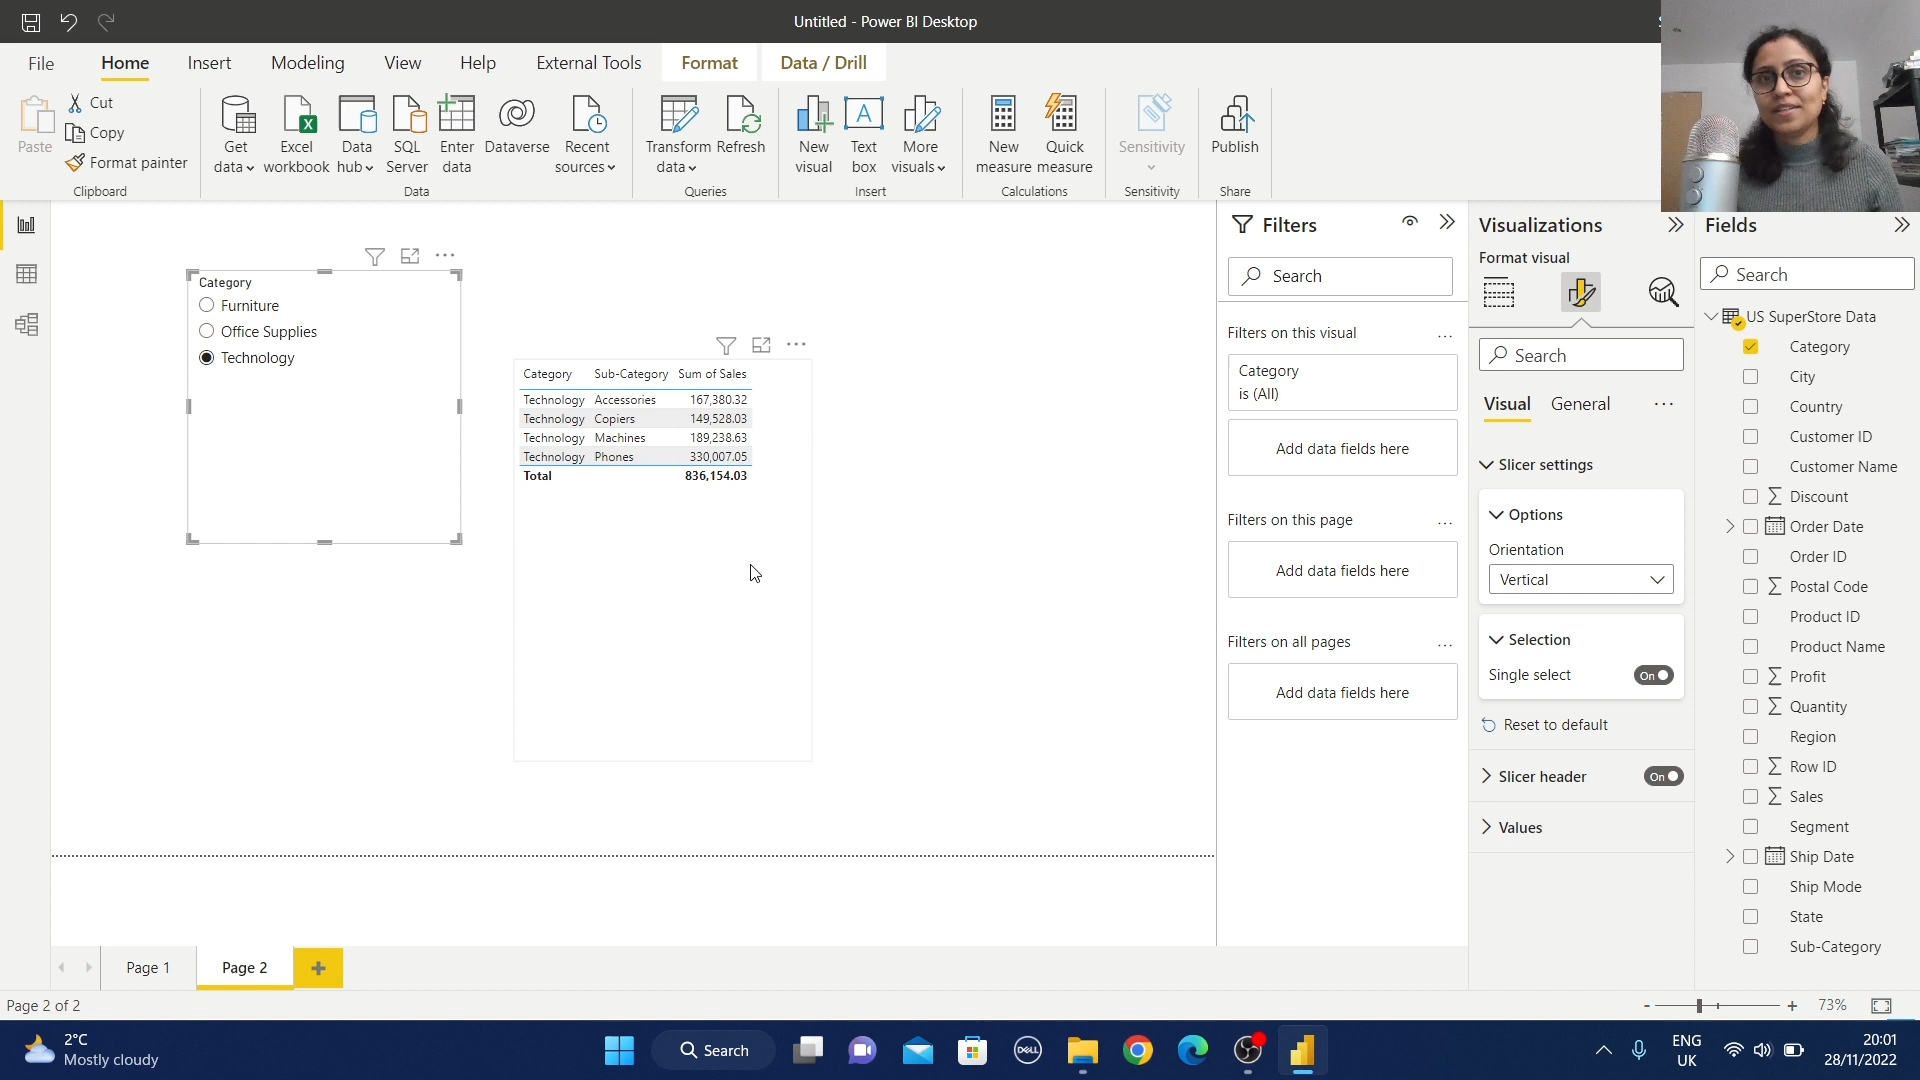 Untitled - Power BI Desktop
File Home Insert Modeling View Help External Tools Format Data / Drill
Paste
Cut
Copy
Format painter
Clipboard
Get data
Excel workbook
Data hub
SQL Server
Enter data
Dataverse
Recent sources
Data
Transform data
Refresh
Queries
New visual
A
Text box
More visuals
Insert
New measure
Quick measure
Calculations
Sensitivity
Sensitivity
Publish
Share
Category
Furniture
Office Supplies
Technology
Category Sub-Category Sum of Sales
Technology Accessories 167,380.32
Technology Copiers 149,528.03
Technology Machines 189,238.63
Technology Phones 330,007.05
Total 836,154.03
Filters
Search
Filters on this visual
Category
is (All)
Add data fields here
Filters on this page
Add data fields here
Filters on all pages
Add data fields here
Visualizations
Format visual
Search
Visual General
Slicer settings
Options
Orientation
Vertical
Selection
Single select On
Reset to default
Slicer header On
Values
Fields
Search
US SuperStore Data
Category
City
Country
Customer ID
Customer Name
Discount
Order Date
Order ID
Postal Code
Product ID
Product Name
Profit
Quantity
Region
Row ID
Sales
Segment
Ship Date
Ship Mode
State
Sub-Category
Page 1 Page 2
Page 2 of 2
- + 73%
2°C
Mostly cloudy
Search
DELL
ENG
UK
20:01
28/11/2022